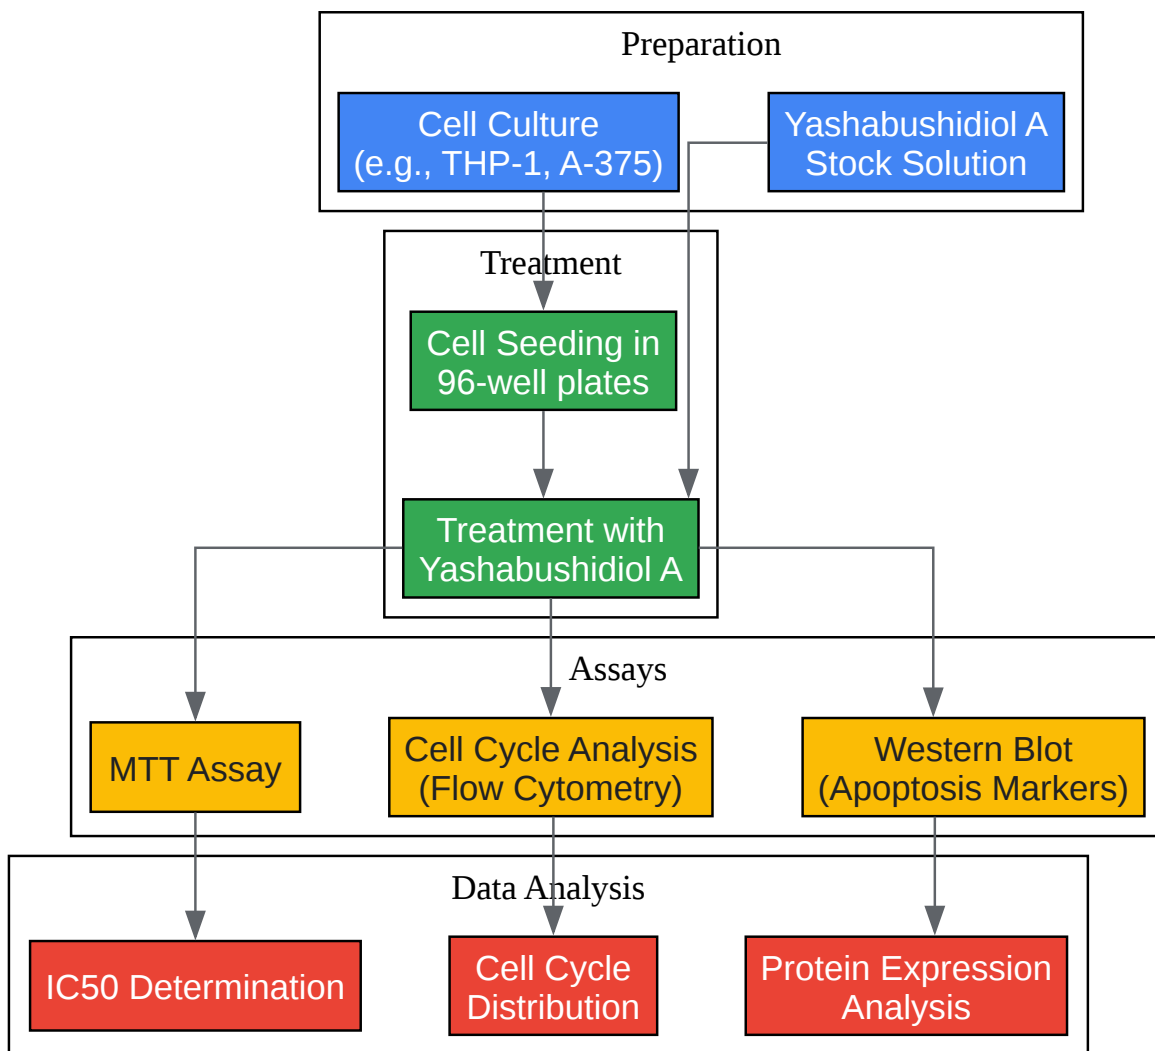 Preparation
Cell Culture
(e.g., THP-1, A-375)
Yashabushidiol A
Stock Solution
Treatment
Cell Seeding in
96-well plates
Treatment with
Yashabushidiol A
Assays
MTT Assay
Cell Cycle Analysis
(Flow Cytometry)
Western Blot
(Apoptosis Markers)
Data Analysis
IC50 Determination
Cell Cycle
Distribution
Protein Expression
Analysis